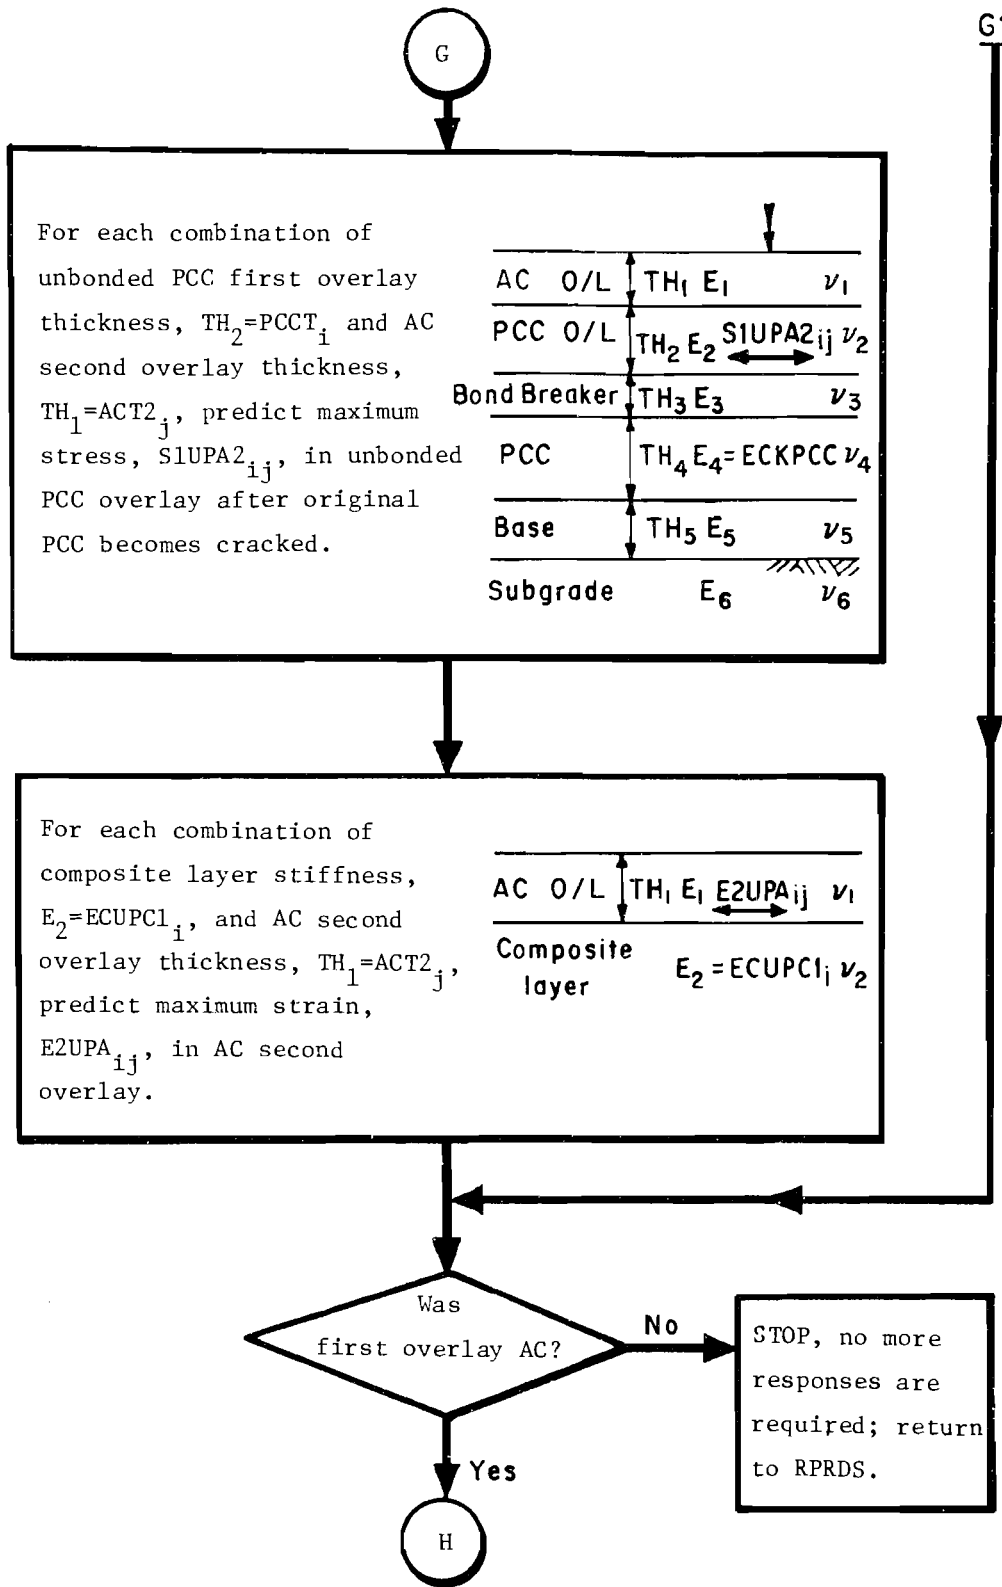 G
G'
For each combination of
unbonded PCC first overlay
thickness, TH₂=PCCTᵢ and AC
second overlay thickness,
TH₁=ACT2ⱼ, predict maximum
stress, S1UPA2ᵢⱼ, in unbonded
PCC overlay after original
PCC becomes cracked.
AC O/L TH₁ E₁ ν₁
PCC O/L TH₂ E₂ S1UPA2ᵢⱼ ν₂
Bond Breaker TH₃ E₃ ν₃
PCC TH₄ E₄=ECKPCC ν₄
Base TH₅ E₅ ν₅
Subgrade E₆ ν₆
For each combination of
composite layer stiffness,
E₂=ECUPC1ᵢ, and AC second
overlay thickness, TH₁=ACT2ⱼ,
predict maximum strain,
E2UPAᵢⱼ, in AC second
overlay.
AC O/L TH₁ E₁ E2UPAᵢⱼ ν₁
Composite
layer
E₂=ECUPC1ᵢ ν₂
Was
first overlay AC?
No
STOP, no more
responses are
required; return
to RPRDS.
Yes
H